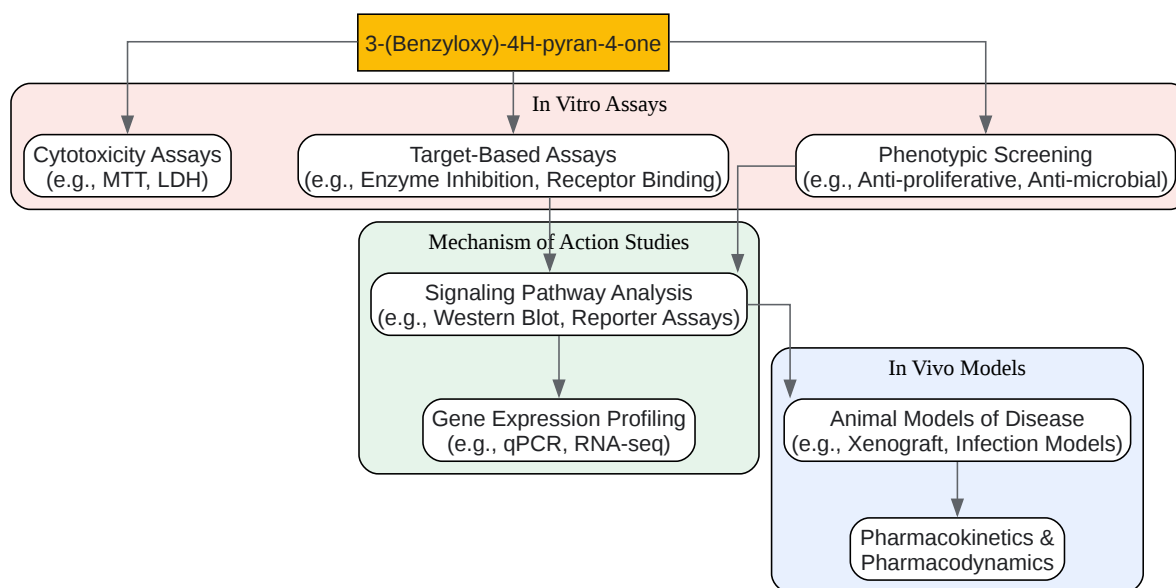 3-(Benzyloxy)-4H-pyran-4-one
In Vitro Assays
Cytotoxicity Assays
(e.g., MTT, LDH)
Target-Based Assays
(e.g., Enzyme Inhibition, Receptor Binding)
Phenotypic Screening
(e.g., Anti-proliferative, Anti-microbial)
Mechanism of Action Studies
Signaling Pathway Analysis
(e.g., Western Blot, Reporter Assays)
Gene Expression Profiling
(e.g., qPCR, RNA-seq)
In Vivo Models
Animal Models of Disease
(e.g., Xenograft, Infection Models)
Pharmacokinetics &
Pharmacodynamics